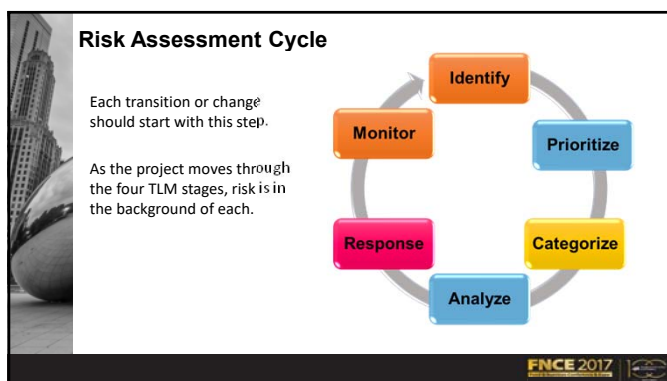 Risk Assessment Cycle
Each transition or change
should start with this step.
As the project moves through
the four TLM stages, risk is in
the background of each.
Identify
Prioritize
Categorize
Analyze
Response
Monitor
FNCE 2017